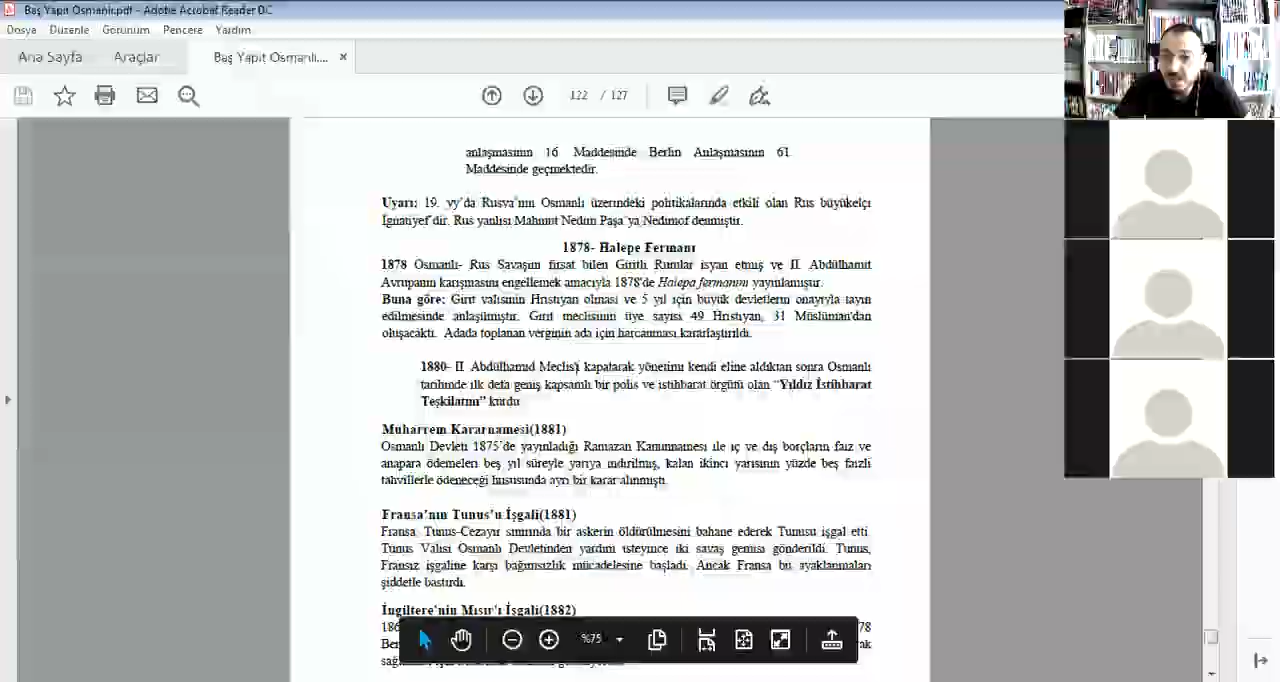 Baş Yapıt Osmanlı.pdf - Adobe Acrobat Reader DC
Dosya Düzenle Görünüm Pencere Yardım
Ana Sayfa Araçlar Baş Yapıt Osmanlı.... ×
122 / 127
anlaşmasının 16 Maddesinde Berlin Anlaşmasının 61
Maddesinde geçmektedir.
Uyarı: 19. yy'da Rusya'nın Osmanlı üzerindeki politikalarında etkili olan Rus büyükelçi
İgnatiyef'dir. Rus yanlısı Mahmut Nedim Paşa'ya Nedimof denmiştir.
1878- Halepe Fermanı
1878 Osmanlı- Rus Savaşını fırsat bilen Giritli Rumlar isyan etmiş ve II. Abdülhamit
Avrupanın karışmasını engellemek amacıyla 1878'de Halepa fermanını yayınlamıştır.
Buna göre; Girit valisinin Hristiyan olması ve 5 yıl için büyük devletlerin onayıyla tayin
edilmesinde anlaşılmıştır. Girit meclisinin üye sayısı 49 Hristiyan, 31 Müslüman'dan
oluşacaktı. Adada toplanan verginin ada için harcanması kararlaştırıldı.
1880- II Abdülhamid Meclis'i kapatarak yönetimi kendi eline aldıktan sonra Osmanlı
tarihinde ilk defa geniş kapsamlı bir polis ve istihbarat örgütü olan "Yıldız İstihbarat
Teşkilatını" kurdu
Muharrem Kararnamesi(1881)
Osmanlı Devleti 1875'de yayınladığı Ramazan Kanunnamesi ile iç ve dış borçların faiz ve
anapara ödemeleri beş yıl süreyle yarıya indirilmiş, kalan ikinci yarısının yüzde beş faizli
tahvillerle ödeneceği hususunda ayrı bir karar alınmıştı.
Fransa'nın Tunus'u İşgali(1881)
Fransa, Tunus-Cezayir sınırında bir askerin öldürülmesini bahane ederek Tunusu işgal etti.
Tunus Valisi Osmanlı Devletinden yardım isteyince iki savaş gemisi gönderildi. Tunus,
Fransız işgaline karşı bağımsızlık mücadelesine başladı. Ancak Fransa bu ayaklanmaları
şiddetle bastırdı.
İngiltere'nin Mısır'ı İşgali(1882)
%75